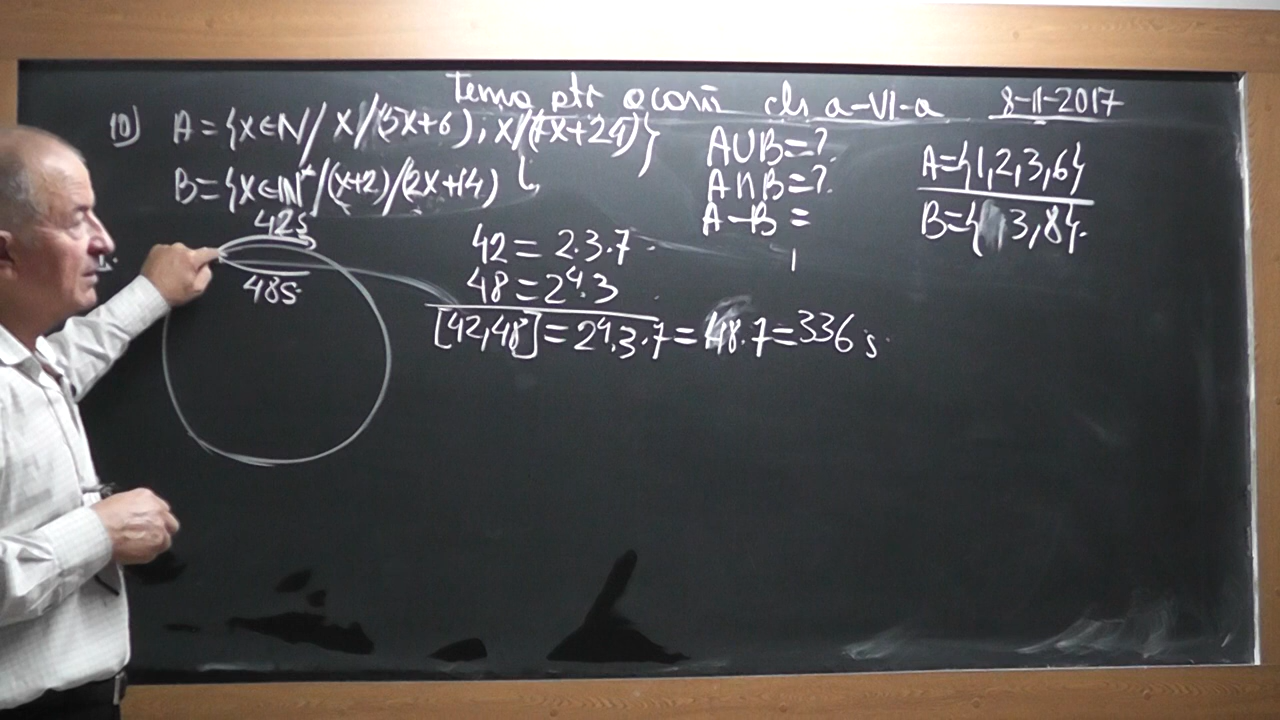 Tema ptr acasă cls a-VI-a 8-11-2017
10) A={x∈N/ x/(5x+6), x/(7x+24)}
B={x∈N*/(x+2)/(2x+14)
A∪B=?
A∩B=?
A-B=
A={1,2,3,6}
B={ 3,8}.
42s
48s
42=2.3.7
48=2⁴.3
[42,48]=2⁴.3.7=48.7=336 s